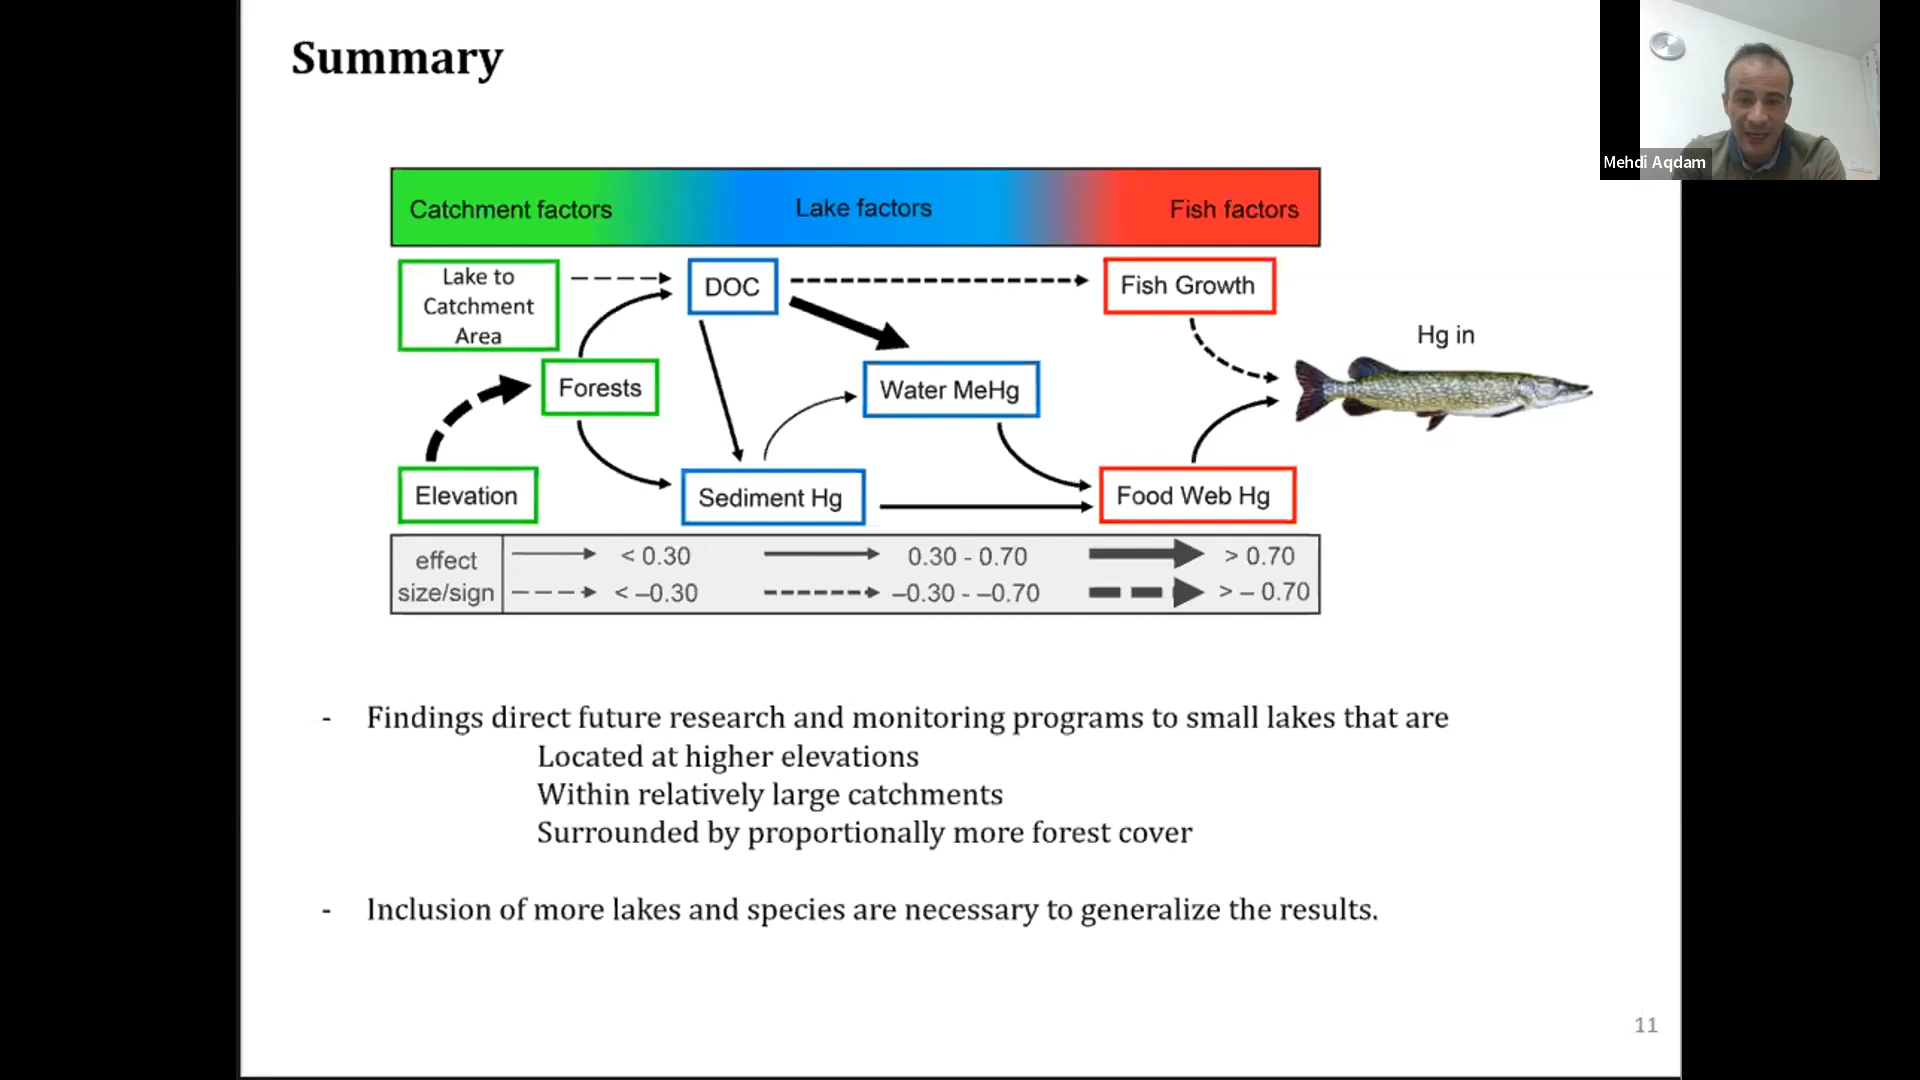 Summary
Mehdi Aqdam
Catchment factors
Lake factors
Fish factors
Lake to
Catchment
Area
DOC
Fish Growth
Hg in
Forests
Water MeHg
Elevation
Sediment Hg
Food Web Hg
effect
size/sign
< 0.30
0.30 - 0.70
> 0.70
< –0.30
–0.30 - –0.70
> – 0.70
- Findings direct future research and monitoring programs to small lakes that are
Located at higher elevations
Within relatively large catchments
Surrounded by proportionally more forest cover
- Inclusion of more lakes and species are necessary to generalize the results.
11